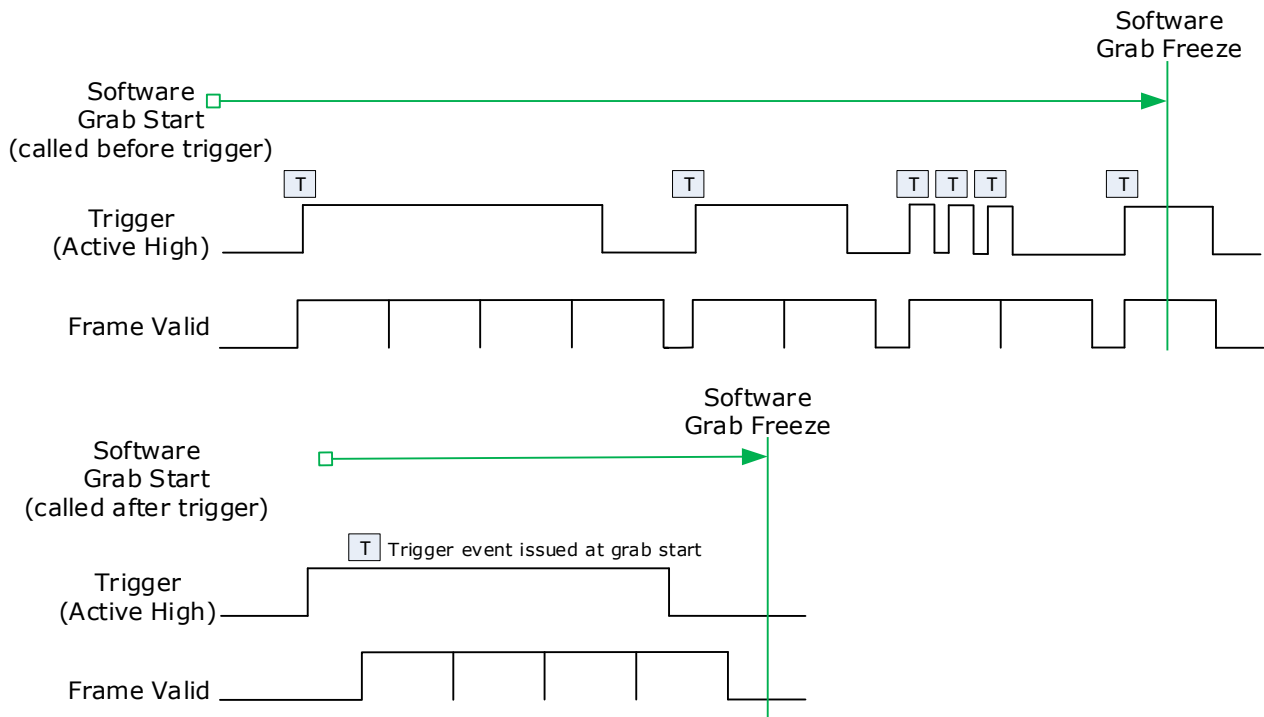 Software
Grab Freeze
Software
Grab Start
(called before trigger)
T
T
T
T
T
T
Trigger
(Active High)
Frame Valid
Software
Grab Freeze
Software
Grab Start
(called after trigger)
T Trigger event issued at grab start
Trigger
(Active High)
Frame Valid